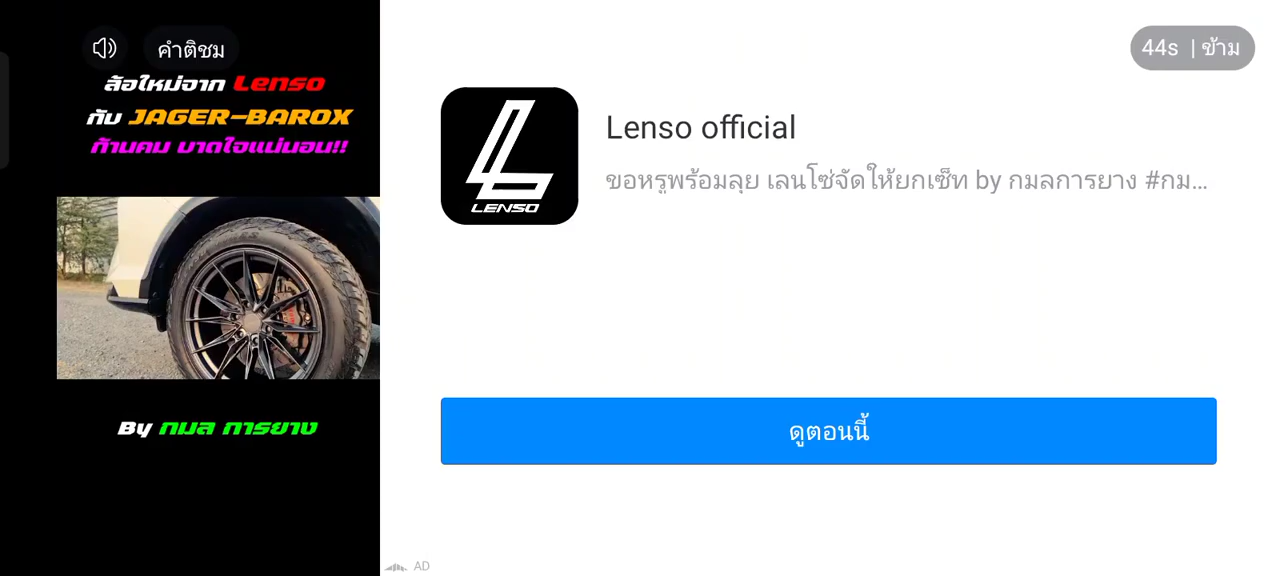 คำติชม
44s | ข้าม
ล้อใหม่จาก Lenso
กับ JAGER-BAROX
ก้านคม บาดใจแน่นอน!!
LENSO
Lenso official
ขอหรูพร้อมลุย เลนโซ่จัดให้ยกเซ็ท by กมลการยาง #กม...
By กมล การยาง
ดูตอนนี้
AD